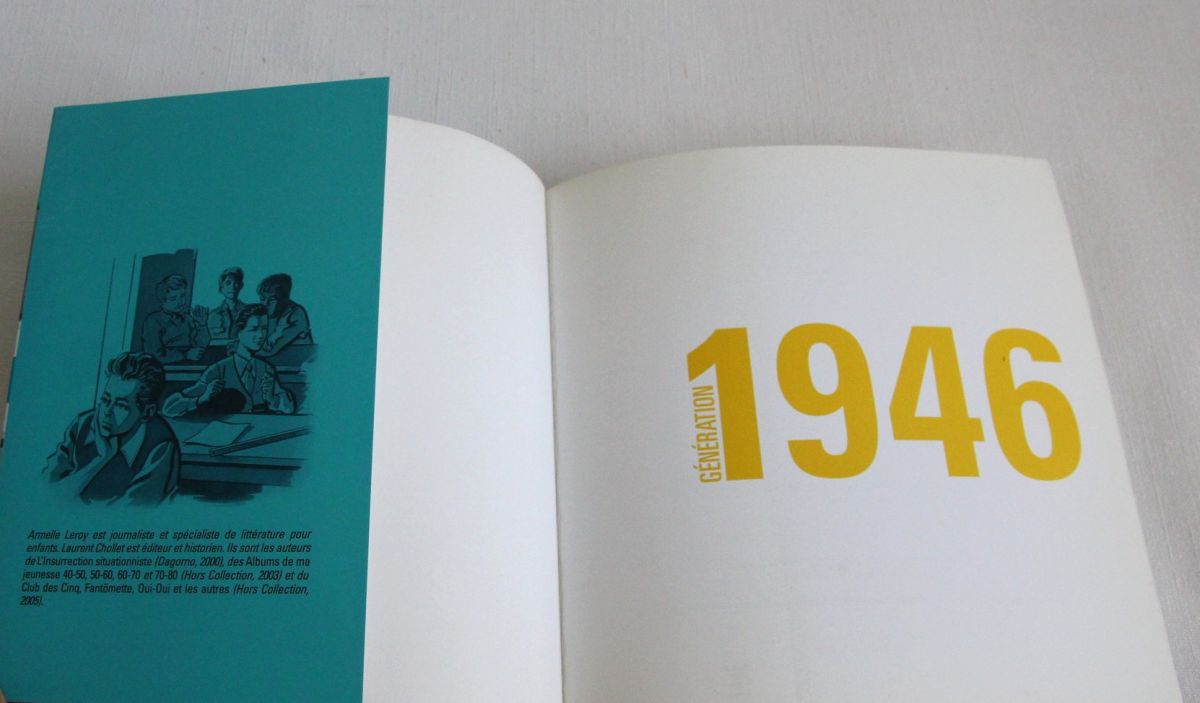 Armelle Leroy est journaliste et spécialiste de littérature pour
enfants. Laurent Chollet est éditeur et historien. Ils sont les auteurs
de L'Insurrection situationniste (Dagorno, 2000), des Albums de ma
jeunesse 40-50, 50-60, 60-70 et 70-80 (Hors Collection, 2003) et du
Club des Cinq, Fantômette, Oui-Oui et les autres (Hors Collection,
2005).
GÉNÉRATION
1946